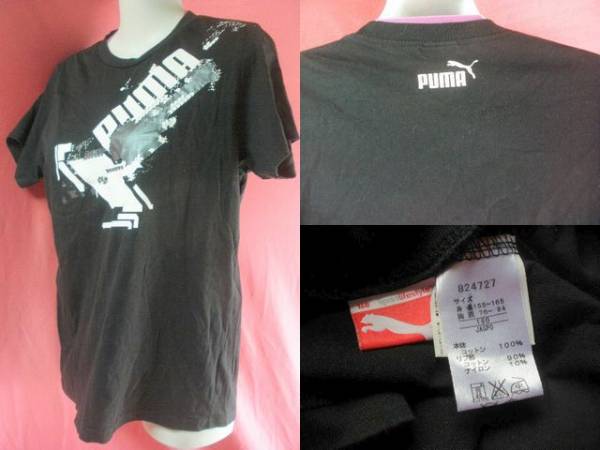 PUMA
PUMA
824727
サイズ
身長 155~165
胸囲 76~84
160
JASPO
本体
コットン 100%
リブ部
コットン 90%
ナイロン 10%